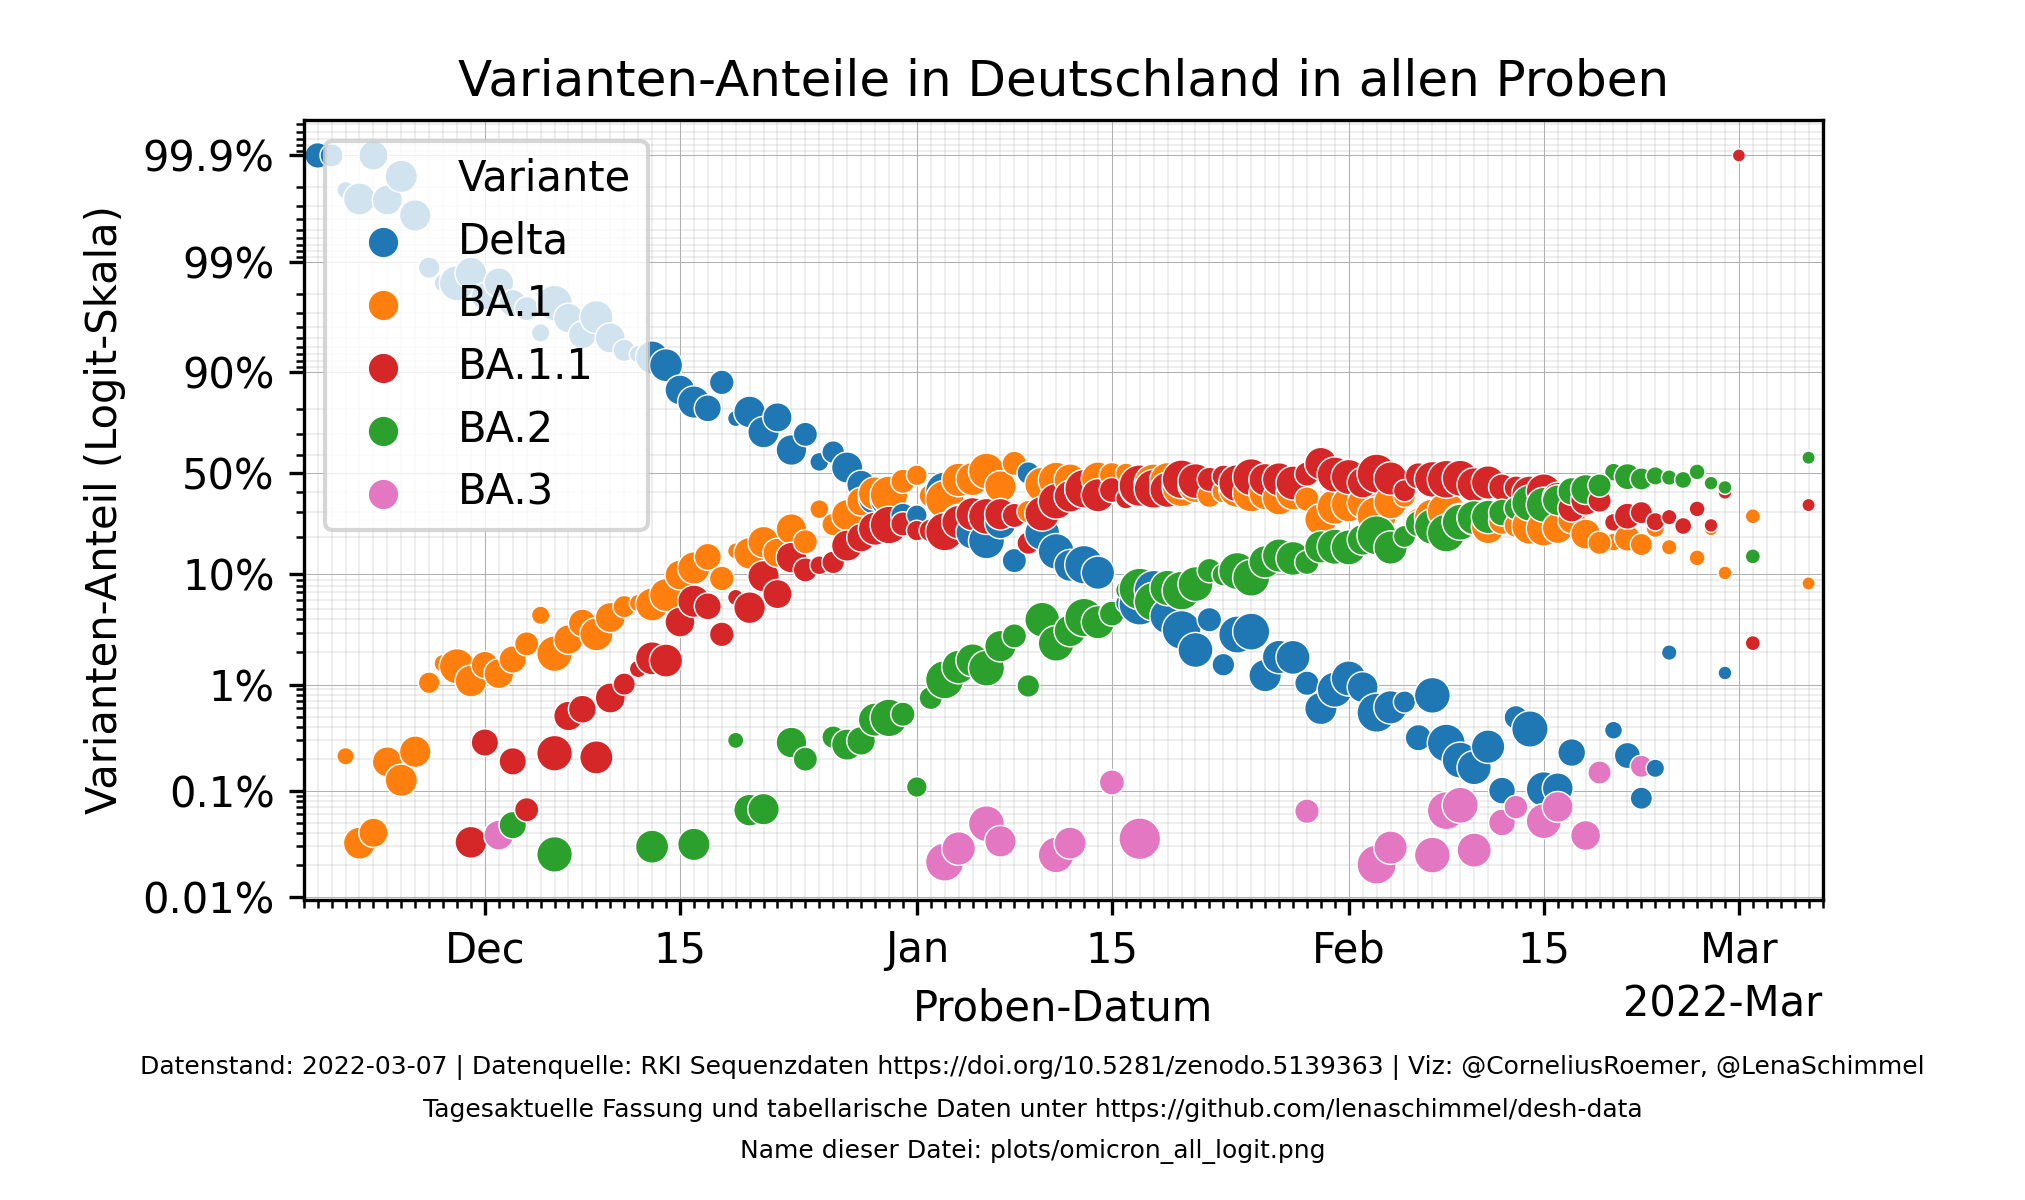 Varianten-Anteile in Deutschland in allen Proben
Varianten-Anteil (Logit-Skala)
99.9%
99%
90%
50%
10%
1%
0.1%
0.01%
Variante
Delta
BA.1
BA.1.1
BA.2
BA.3
Dec 15 Jan 15 Feb 15 Mar
2022-Mar
Proben-Datum
Datenstand: 2022-03-07 | Datenquelle: RKI Sequenzdaten https://doi.org/10.5281/zenodo.5139363 | Viz: @CorneliusRoemer, @LenaSchimmel
Tagesaktuelle Fassung und tabellarische Daten unter https://github.com/lenaschimmel/desh-data
Name dieser Datei: plots/omicron_all_logit.png